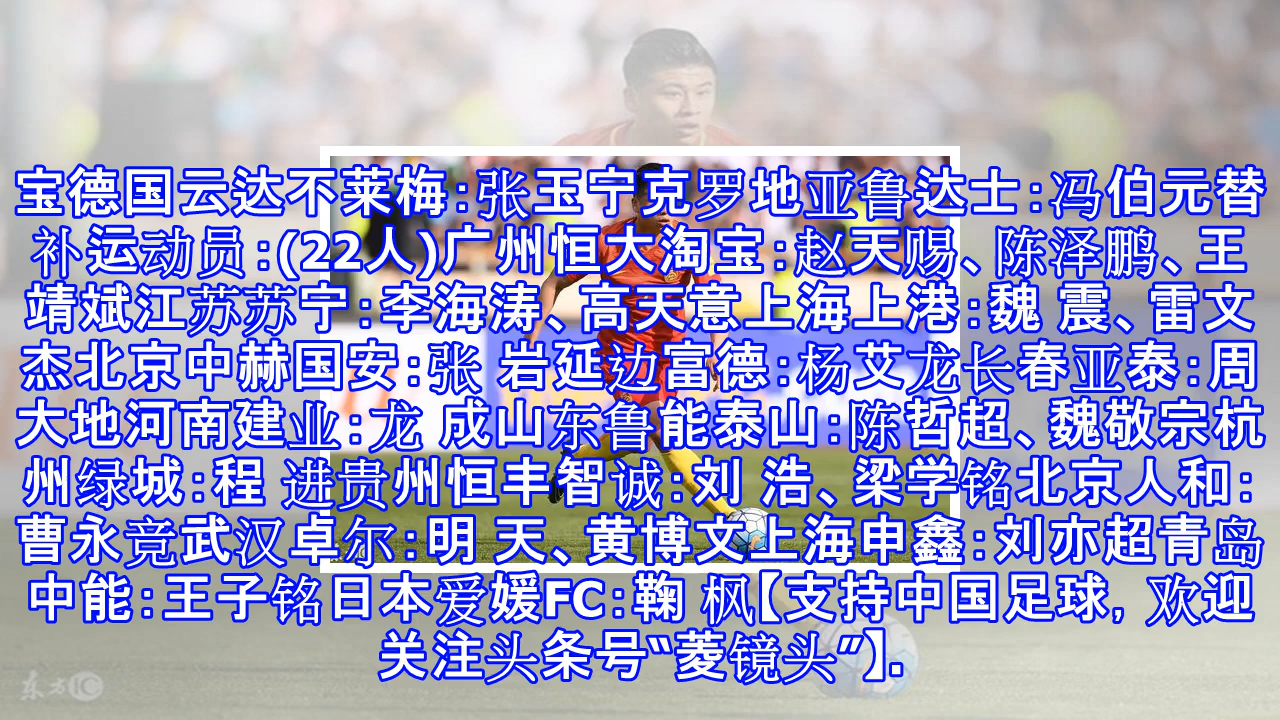 宝德国云达不莱梅:张玉宁克罗地亚鲁达士:冯伯元替
补运动员:(22人)广州恒大淘宝:赵天赐、陈泽鹏、王
靖斌江苏苏宁:李海涛、高天意上海上港:魏 震、雷文
杰北京中赫国安:张 岩延边富德:杨艾龙长春亚泰:周
大地河南建业:龙 成山东鲁能泰山:陈哲超、魏敬宗杭
州绿城:程 进贵州恒丰智诚:刘 浩、梁学铭北京人和:
曹永竞武汉卓尔:明 天、黄博文上海申鑫:刘亦超青岛
中能:王子铭日本爱媛FC:鞠 枫【支持中国足球, 欢迎
关注头条号“菱镜头”】.
东方IC